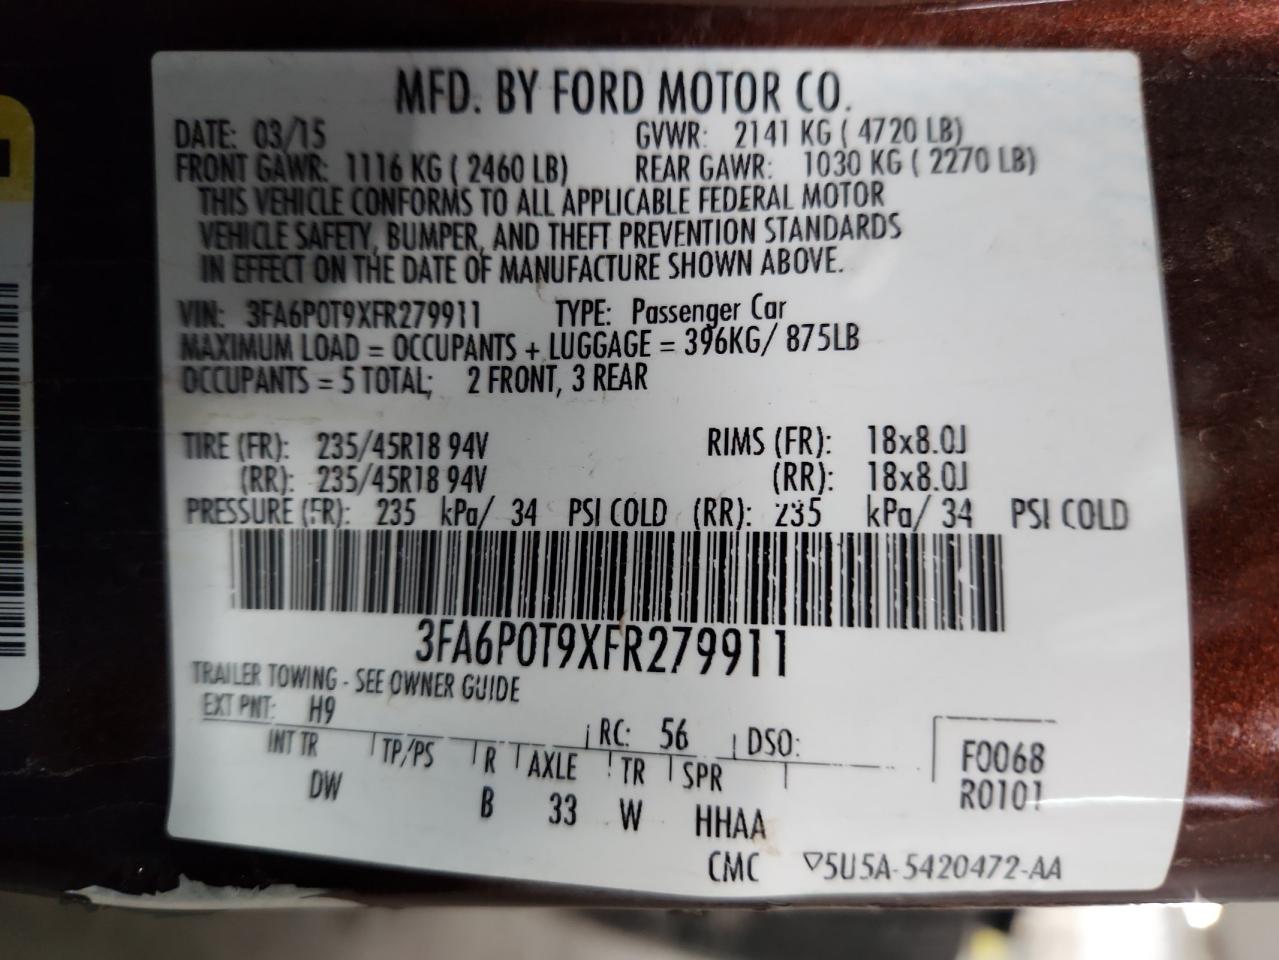 MFD. BY FORD MOTOR CO.
DATE: 03/15 GVWR: 2141 KG ( 4720 LB)
FRONT GAWR: 1116 KG ( 2460 LB) REAR GAWR: 1030 KG ( 2270 LB)
THIS VEHICLE CONFORMS TO ALL APPLICABLE FEDERAL MOTOR
VEHICLE SAFETY, BUMPER, AND THEFT PREVENTION STANDARDS
IN EFFECT ON THE DATE OF MANUFACTURE SHOWN ABOVE.
VIN: 3FA6P0T9XFR279911 TYPE: Passenger Car
MAXIMUM LOAD = OCCUPANTS + LUGGAGE = 396KG/ 875LB
OCCUPANTS = 5 TOTAL; 2 FRONT, 3 REAR
TIRE (FR): 235/45R18 94V RIMS (FR): 18x8.0J
(RR): 235/45R18 94V (RR): 18x8.0J
PRESSURE (FR): 235 kPa/ 34 PSI COLD (RR): 235 kPa/ 34 PSI COLD
3FA6P0T9XFR279911
TRAILER TOWING - SEE OWNER GUIDE
EXT PNT: H9 RC: 56 DSO: F0068
INT TR TP/PS R AXLE TR SPR R0101
DW B 33 W HHAA
CMC ▽5U5A-5420472-AA